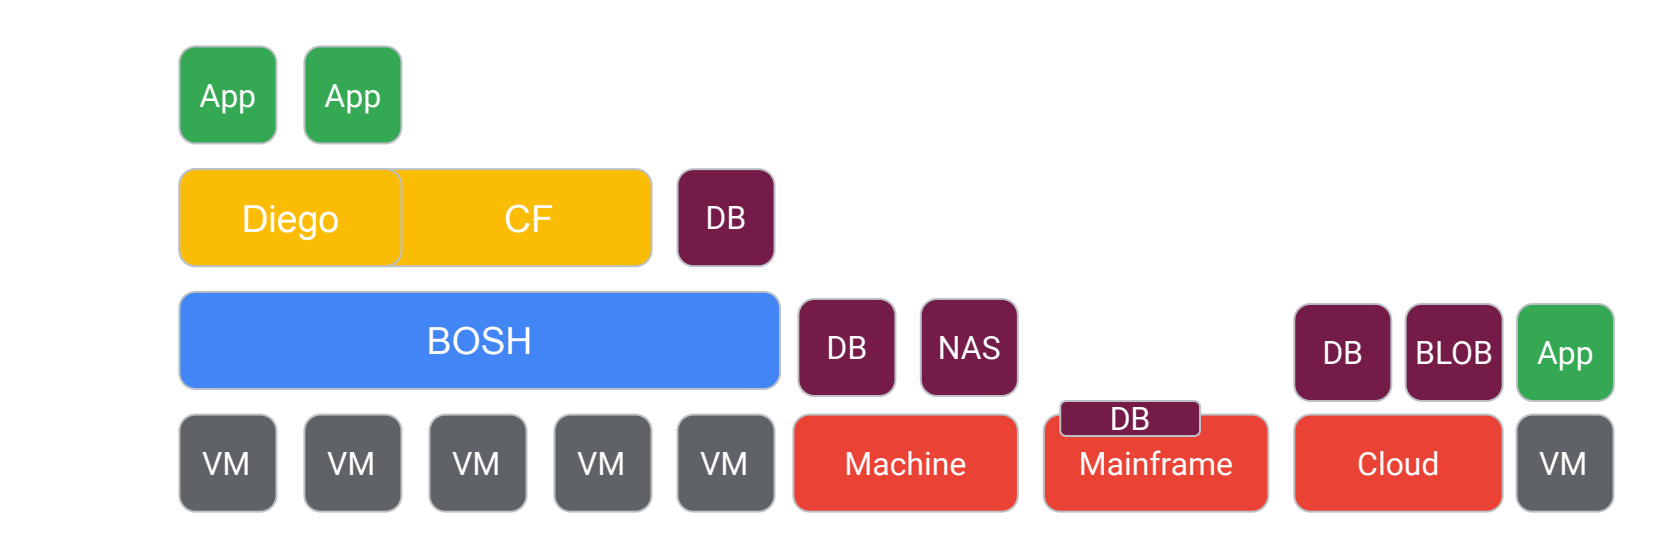 App App
Diego CF DB
BOSH DB NAS DB BLOB App
DB
VM VM VM VM VM Machine Mainframe Cloud VM